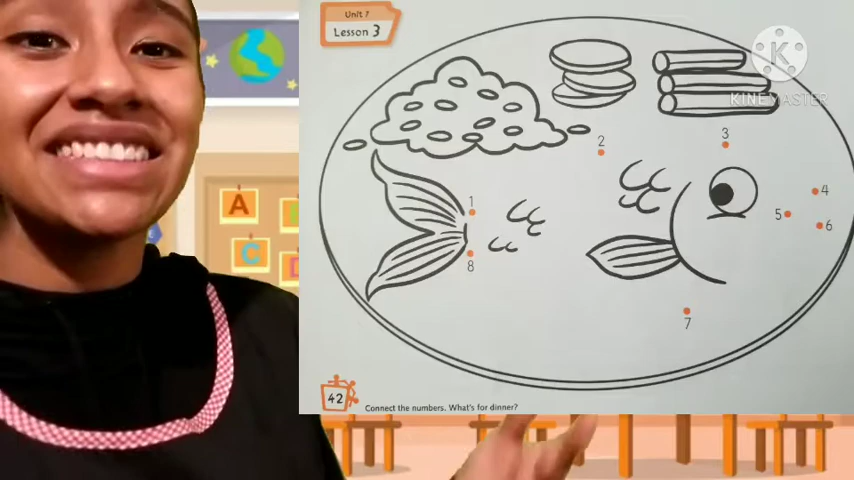 Unit 7
Lesson 3
K
KINEMASTER
2
3
1
4
5
6
8
7
A
C
42
Connect the numbers. What's for dinner?